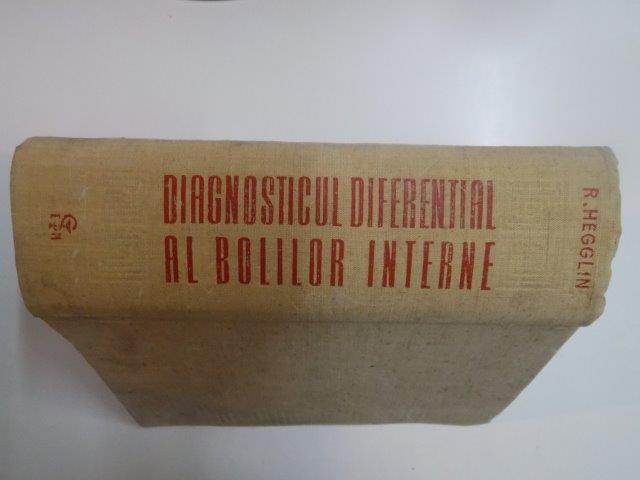 R. HEGGLIN
DIAGNOSTICUL DIFERENTIAL
AL BOLILOR INTERNE